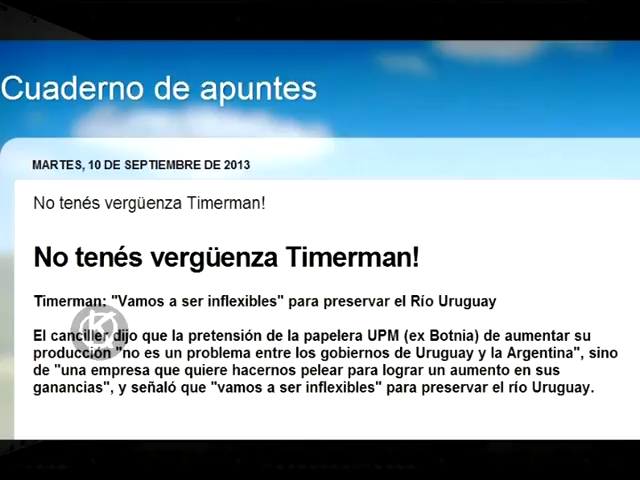 Cuaderno de apuntes
MARTES, 10 DE SEPTIEMBRE DE 2013
No tenés vergüenza Timerman!
No tenés vergüenza Timerman!
Timerman: "Vamos a ser inflexibles" para preservar el Río Uruguay
El canciller dijo que la pretensión de la papelera UPM (ex Botnia) de aumentar su
producción "no es un problema entre los gobiernos de Uruguay y la Argentina", sino
de "una empresa que quiere hacernos pelear para lograr un aumento en sus
ganancias", y señaló que "vamos a ser inflexibles" para preservar el río Uruguay.